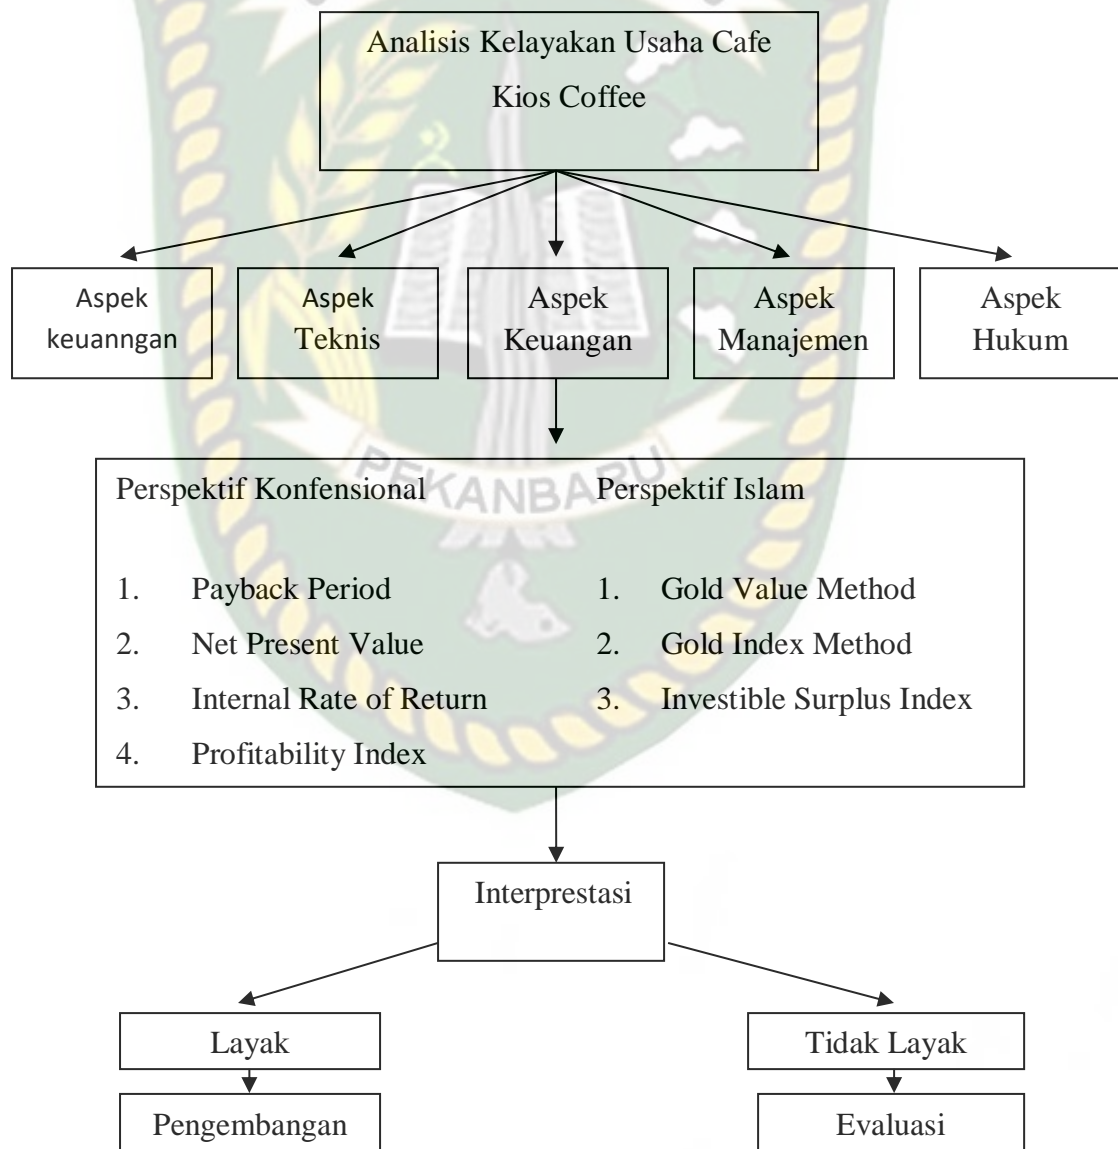 Analisis Kelayakan Usaha Cafe
Kios Coffee
Aspek
keuanngan
Aspek
Teknis
Aspek
Keuangan
Aspek
Manajemen
Aspek
Hukum
PEKANBARU
Perspektif Konfensional Perspektif Islam
1. Payback Period 1. Gold Value Method
2. Net Present Value 2. Gold Index Method
3. Internal Rate of Return 3. Investible Surplus Index
4. Profitability Index
Interprestasi
Layak Tidak Layak
Pengembangan Evaluasi